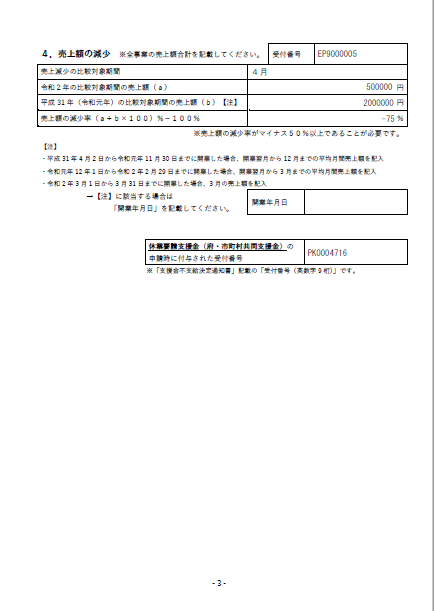 ４．売上額の減少　※全事業の売上額合計を記載してください。　受付番号　EP9000005
売上減少の比較対象期間　４月
令和２年の比較対象期間の売上額（ａ）　500000 円
平成 31 年（令和元年）の比較対象期間の売上額（ｂ）【注】　2000000 円
売上額の減少率（ａ÷ｂ×１００）％－１００％　-75 %
※売上額の減少率がマイナス５０％以上であることが必要です。
【注】
・平成 31 年 4 月 2 日から令和元年 11 月 30 日までに開業した場合、開業翌月から 12 月までの平均月間売上額を記入
・令和元年 12 年 1 日から令和 2 年 2 月 29 日までに開業した場合、開業翌月から 3 月までの平均月間売上額を記入
・令和 2 年 3 月 1 日から 3 月 31 日までに開業した場合、3 月の売上額を記入
→【注】に該当する場合は
「開業年月日」を記載してください。　開業年月日
休業要請支援金（府・市町村共同支援金）の
申請時に付与された受付番号　PK0004716
※「支援金不支給決定通知書」記載の「受付番号（英数字 9 桁）」です。
- 3 -